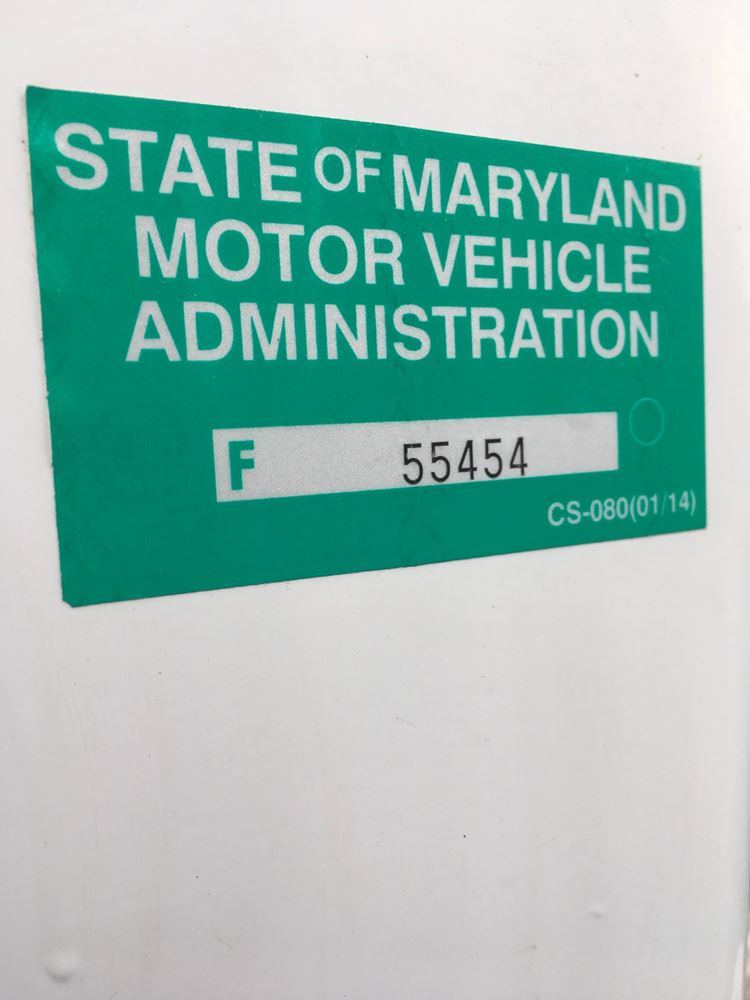 STATE OF MARYLAND
MOTOR VEHICLE
ADMINISTRATION
F 55454
CS-080(01/14)